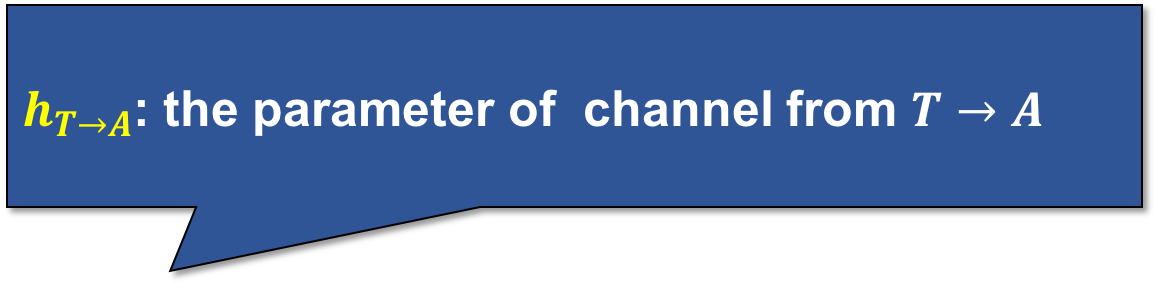 h_{T→A}: the parameter of  channel from T → A